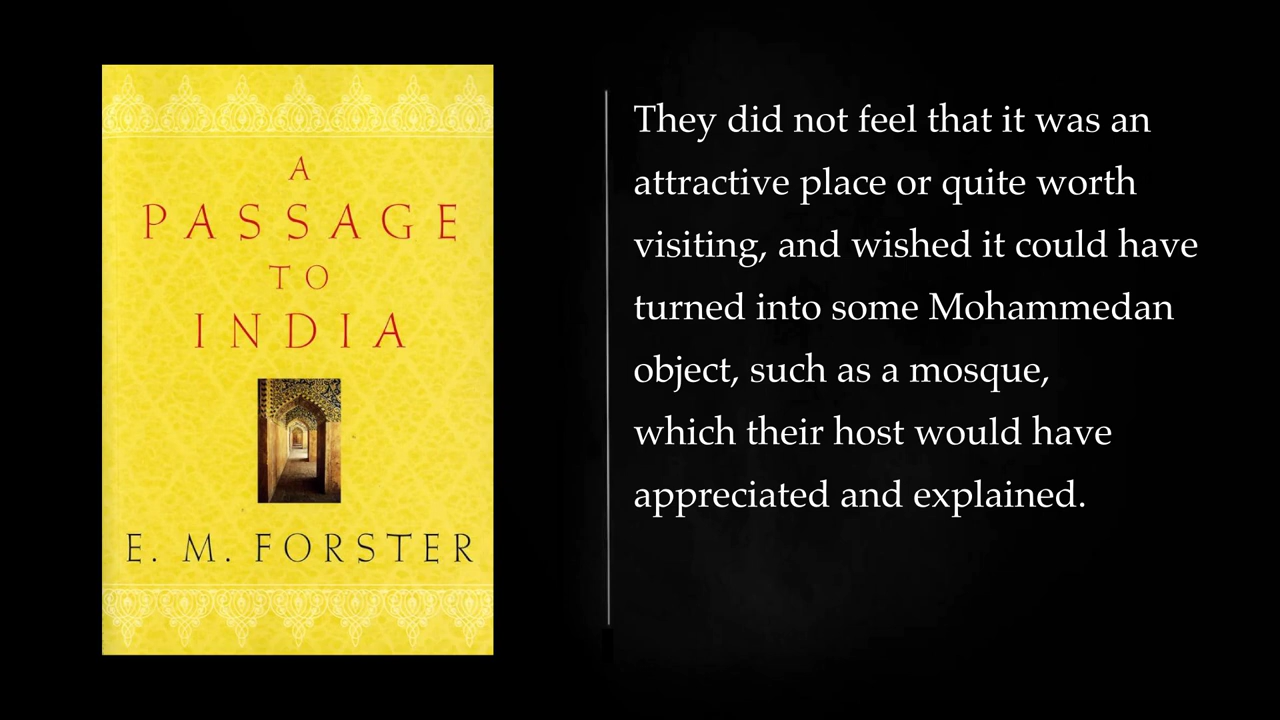 A
PASSAGE
TO
INDIA
E. M. FORSTER
They did not feel that it was an
attractive place or quite worth
visiting, and wished it could have
turned into some Mohammedan
object, such as a mosque,
which their host would have
appreciated and explained.